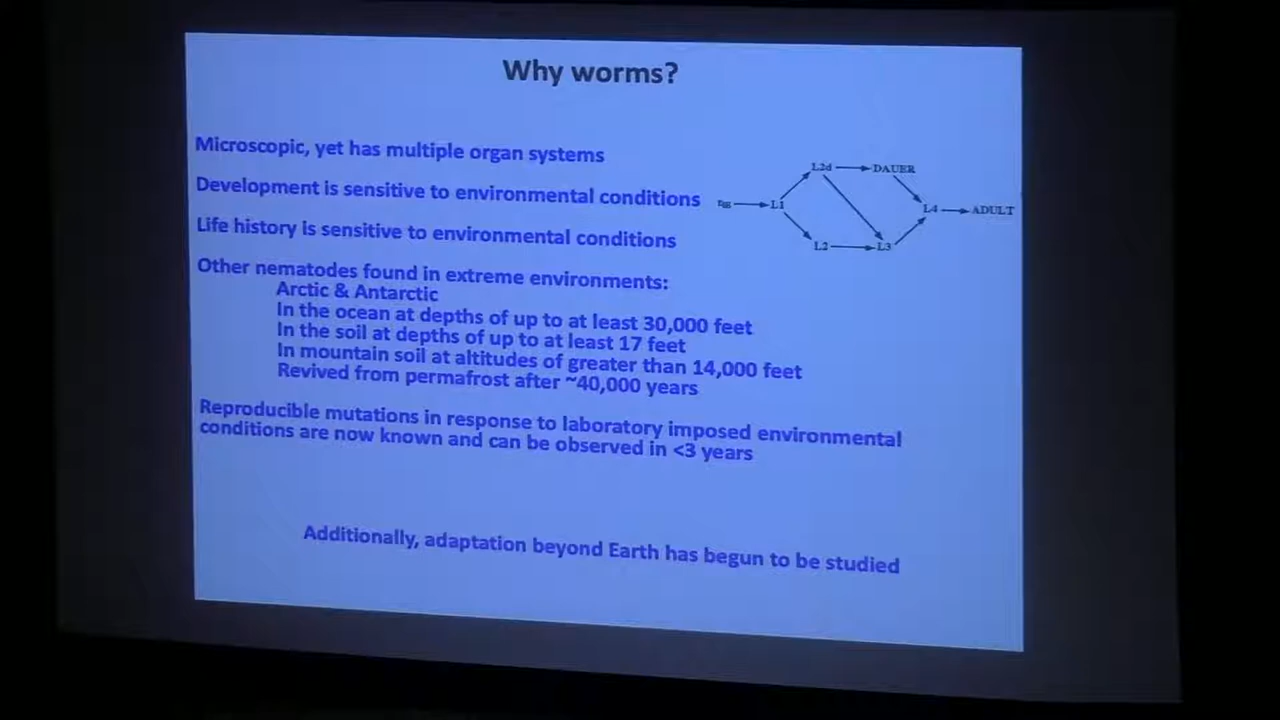 Why worms?
Microscopic, yet has multiple organ systems
Development is sensitive to environmental conditions
Life history is sensitive to environmental conditions
Other nematodes found in extreme environments:
Arctic & Antarctic
In the ocean at depths of up to at least 30,000 feet
In the soil at depths of up to at least 17 feet
In mountain soil at altitudes of greater than 14,000 feet
Revived from permafrost after ~40,000 years
Reproducible mutations in response to laboratory imposed environmental
conditions are now known and can be observed in <3 years
Additionally, adaptation beyond Earth has begun to be studied
L2d DAUER
L1
L4 ADULT
L2 L3